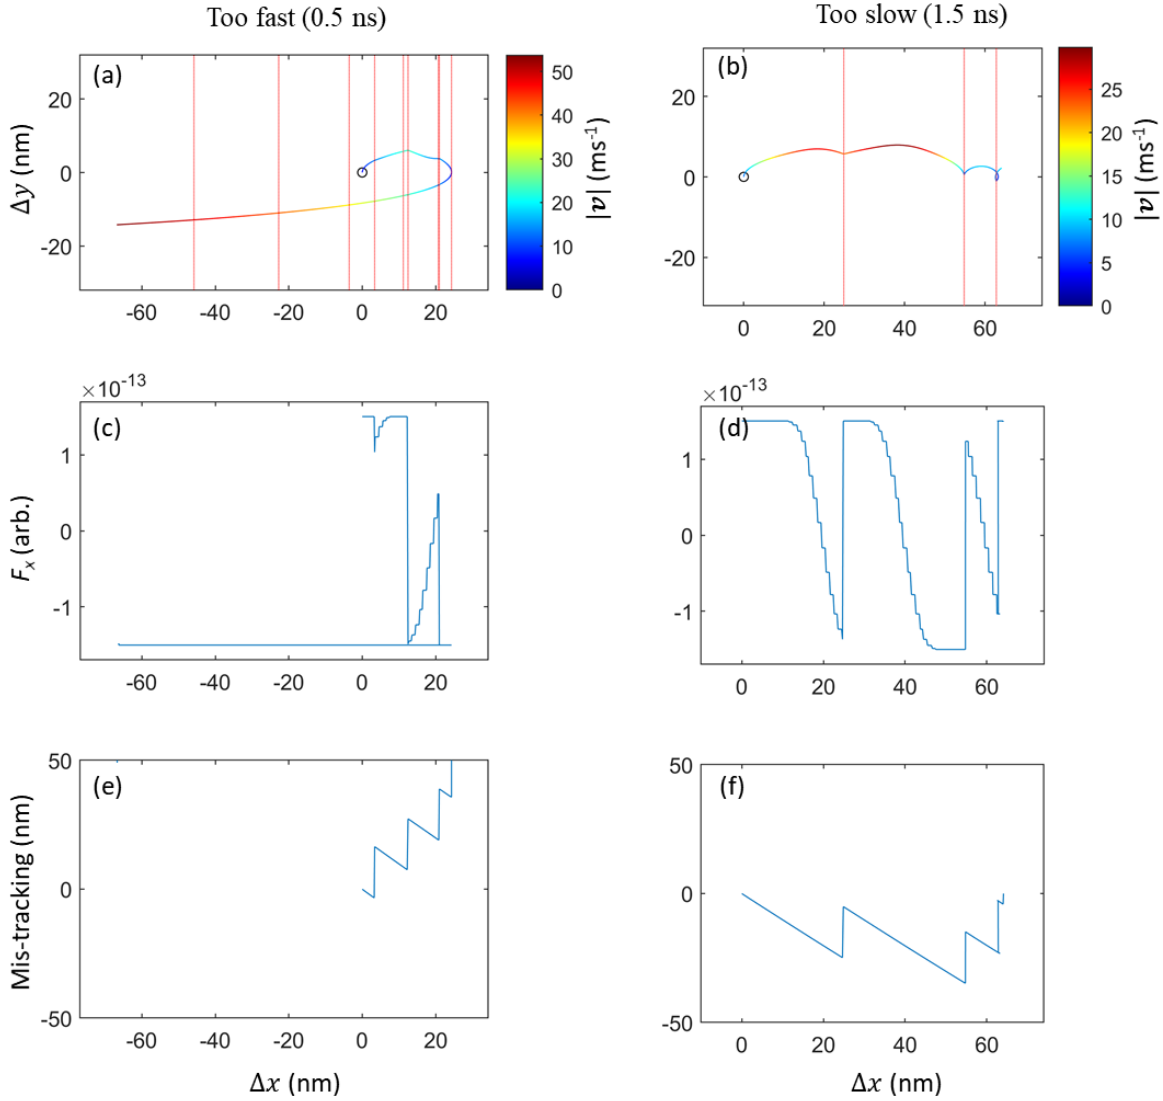 Too fast (0.5 ns)
Too slow (1.5 ns)
(a)
20
0
-20
Δy (nm)
-60 -40 -20 0 20
50
40
30
20
10
0
|v| (ms⁻¹)
(b)
20
0
-20
0 20 40 60
25
20
15
10
5
0
|v| (ms⁻¹)
×10⁻¹³
(c)
1
0
-1
Fₓ (arb.)
-60 -40 -20 0 20
×10⁻¹³
(d)
1
0
-1
0 20 40 60
(e)
50
0
-50
Mis-tracking (nm)
-60 -40 -20 0 20
Δx (nm)
(f)
50
0
-50
0 20 40 60
Δx (nm)